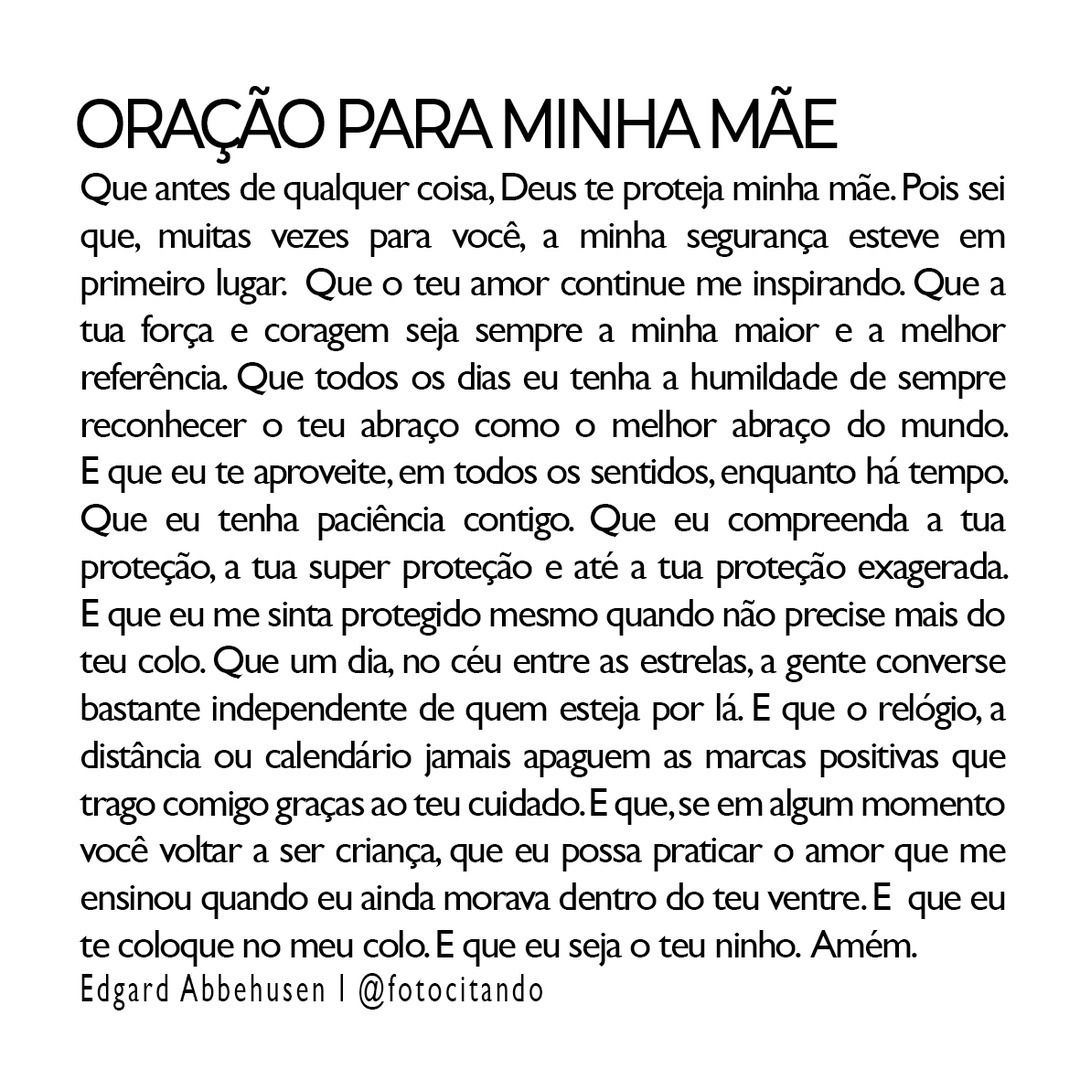 ORAÇÃO PARA MINHA MÃE
Que antes de qualquer coisa, Deus te proteja minha mãe. Pois sei
que, muitas vezes para você, a minha segurança esteve em
primeiro lugar. Que o teu amor continue me inspirando. Que a
tua força e coragem seja sempre a minha maior e a melhor
referência. Que todos os dias eu tenha a humildade de sempre
reconhecer o teu abraço como o melhor abraço do mundo.
E que eu te aproveite, em todos os sentidos, enquanto há tempo.
Que eu tenha paciência contigo. Que eu compreenda a tua
proteção, a tua super proteção e até a tua proteção exagerada.
E que eu me sinta protegido mesmo quando não precise mais do
teu colo. Que um dia, no céu entre as estrelas, a gente converse
bastante independente de quem esteja por lá. E que o relógio, a
distância ou calendário jamais apaguem as marcas positivas que
trago comigo graças ao teu cuidado. E que, se em algum momento
você voltar a ser criança, que eu possa praticar o amor que me
ensinou quando eu ainda morava dentro do teu ventre. E que eu
te coloque no meu colo. E que eu seja o teu ninho. Amém.
Edgard Abbehusen | @fotocitando